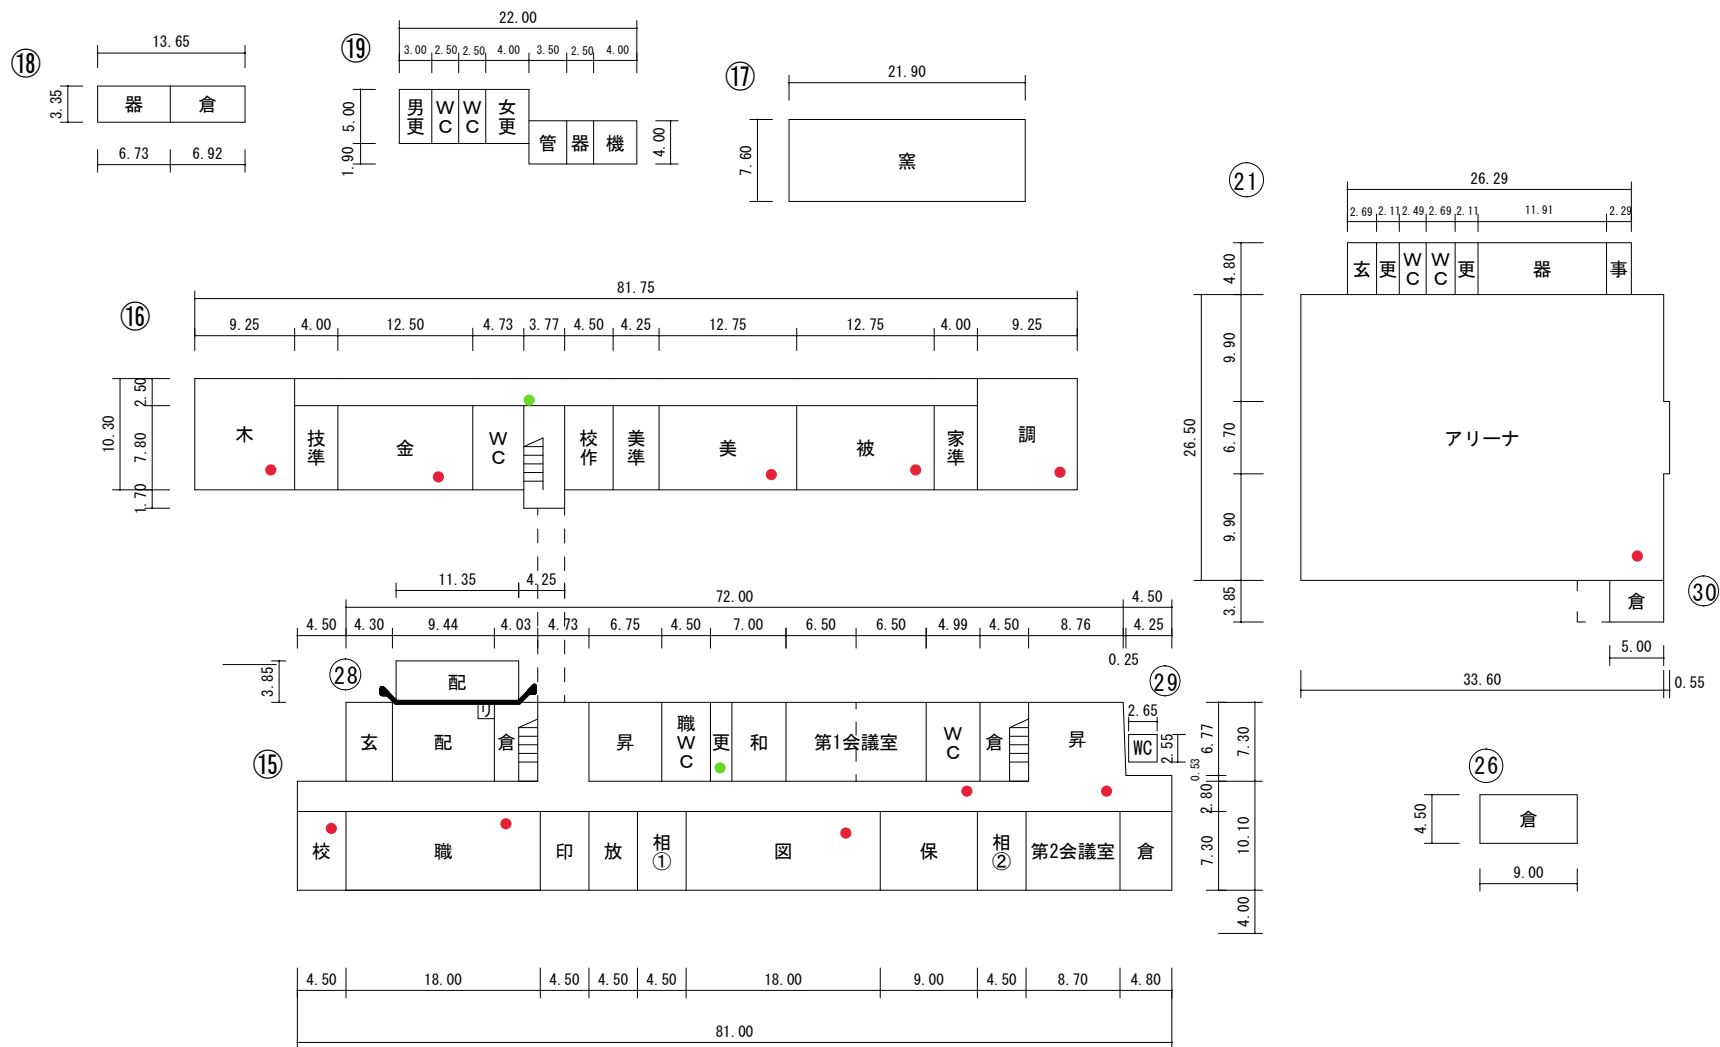 ⑱
13.65
3.35
器 倉
6.73 6.92
⑲
22.00
3.00 2.50 2.50 4.00 3.50 2.50 4.00
5.00
1.90
男更 WC WC 女更
管 器 機
4.00
⑰
21.90
7.60
窯
㉑
26.29
2.69 2.11 2.49 2.69 2.11 11.91 2.29
4.80
玄 更 WC WC 更 器 事
26.50
9.90
6.70
9.90
3.85
アリーナ
倉
㉚
5.00
33.60 0.55
⑯
81.75
9.25 4.00 12.50 4.73 3.77 4.50 4.25 12.75 12.75 4.00 9.25
10.30
2.50
7.80
1.70
木 技準 金 WC 校作 美準 美 被 家準 調
11.35 4.25
72.00 4.50
4.50 4.30 9.44 4.03 4.73 6.75 4.50 7.00 6.50 6.50 4.99 4.50 8.76 4.25
0.25
㉘
3.85
配
リ
㉙
2.65
WC
2.55
6.77
0.53
7.30
2.80
7.30
10.10
4.00
⑮
玄 配 倉 昇 職WC 更 和 第1会議室 WC 倉 昇
校 職 印 放 相① 図 保 相② 第2会議室 倉
4.50 18.00 4.50 4.50 4.50 18.00 9.00 4.50 8.70 4.80
81.00
㉖
4.50
倉
9.00